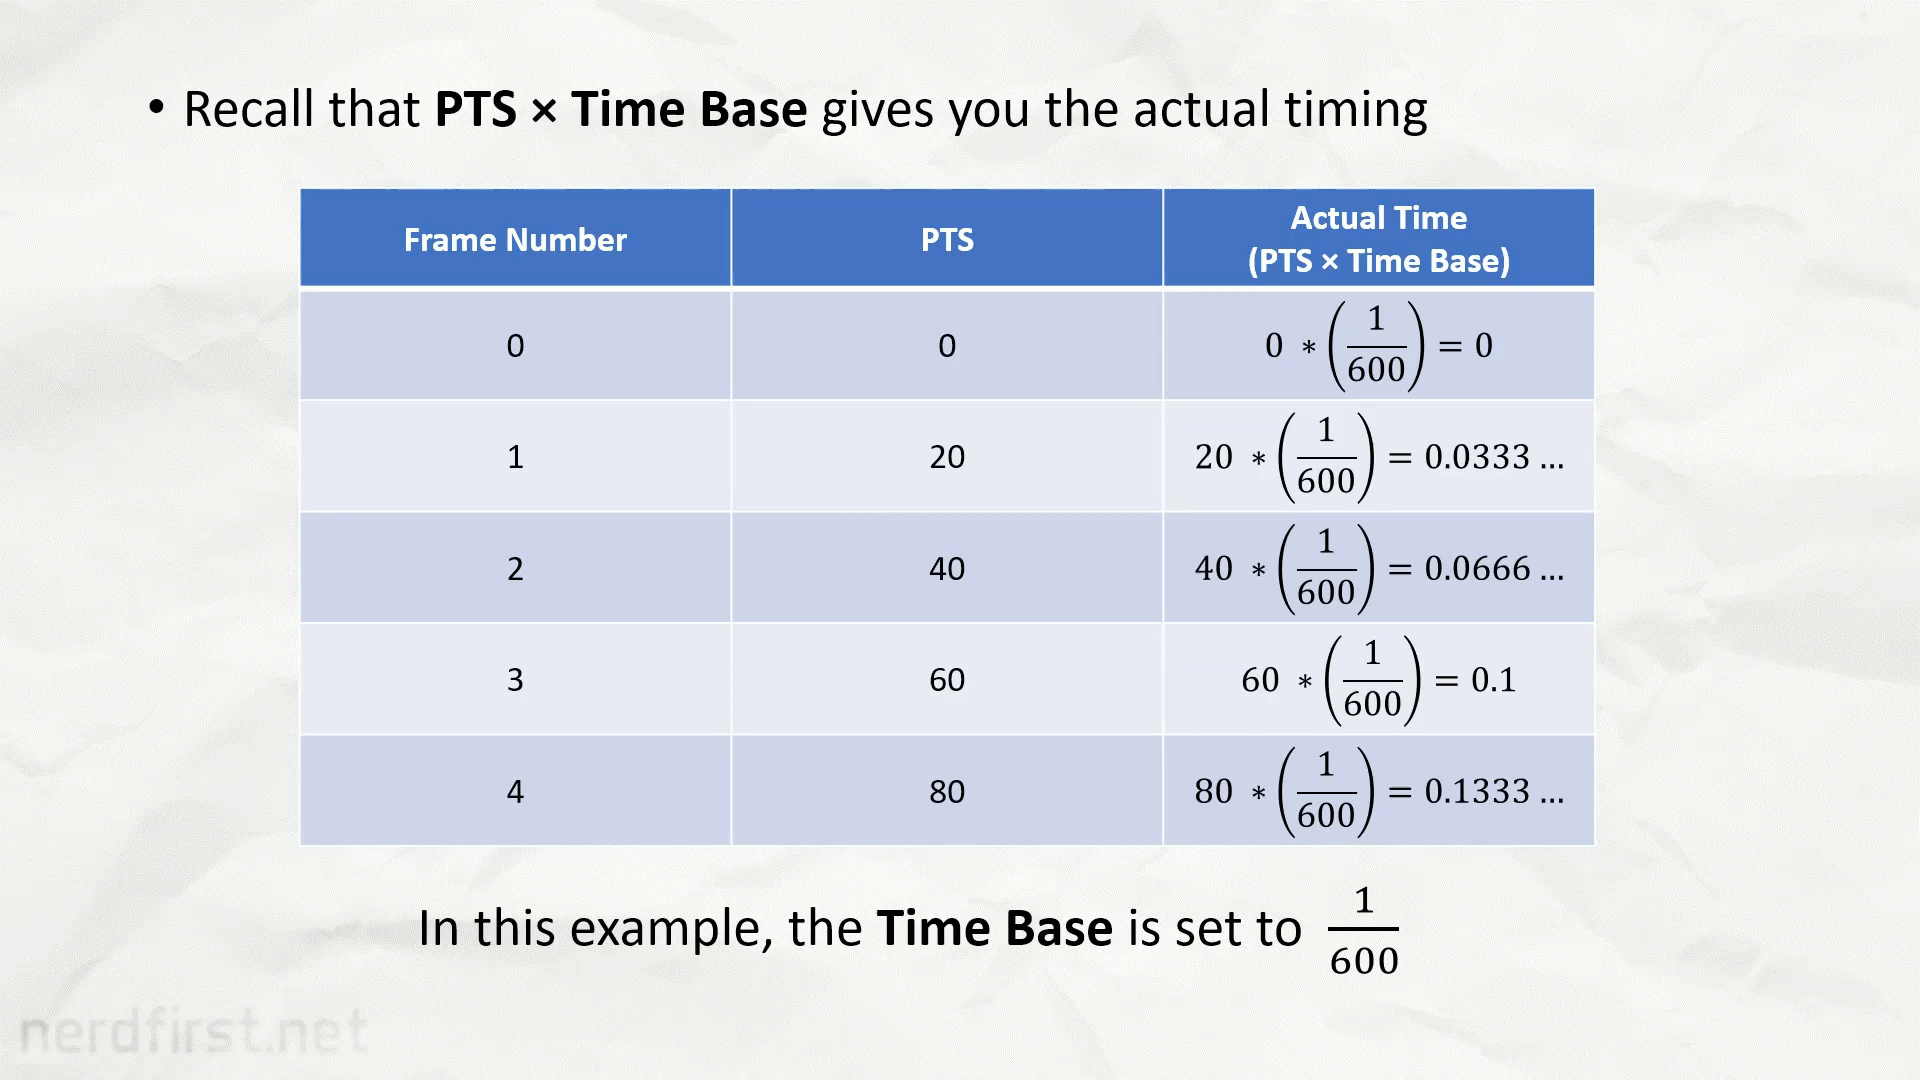 • Recall that PTS × Time Base gives you the actual timing
Frame Number PTS Actual Time (PTS × Time Base)
0 0 0 ∗ (1/600) = 0
1 20 20 ∗ (1/600) = 0.0333 …
2 40 40 ∗ (1/600) = 0.0666 …
3 60 60 ∗ (1/600) = 0.1
4 80 80 ∗ (1/600) = 0.1333 …
In this example, the Time Base is set to 1/600
nerdfirst.net